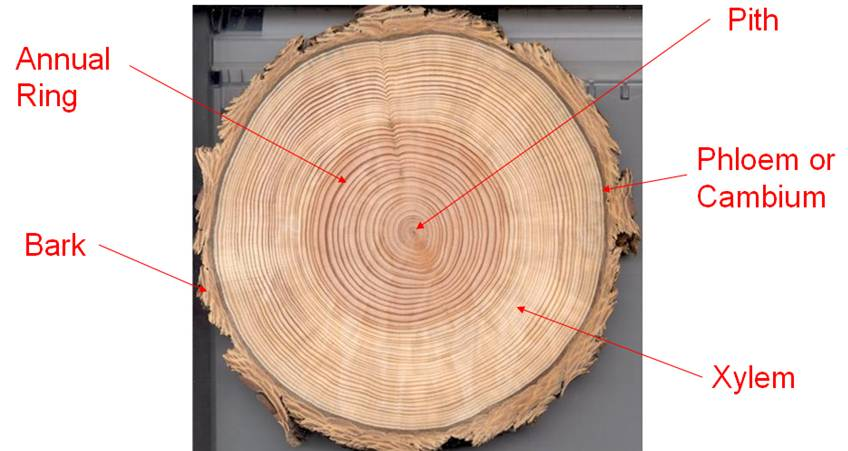 Pith
Annual
Ring
Phloem or
Cambium
Bark
Xylem